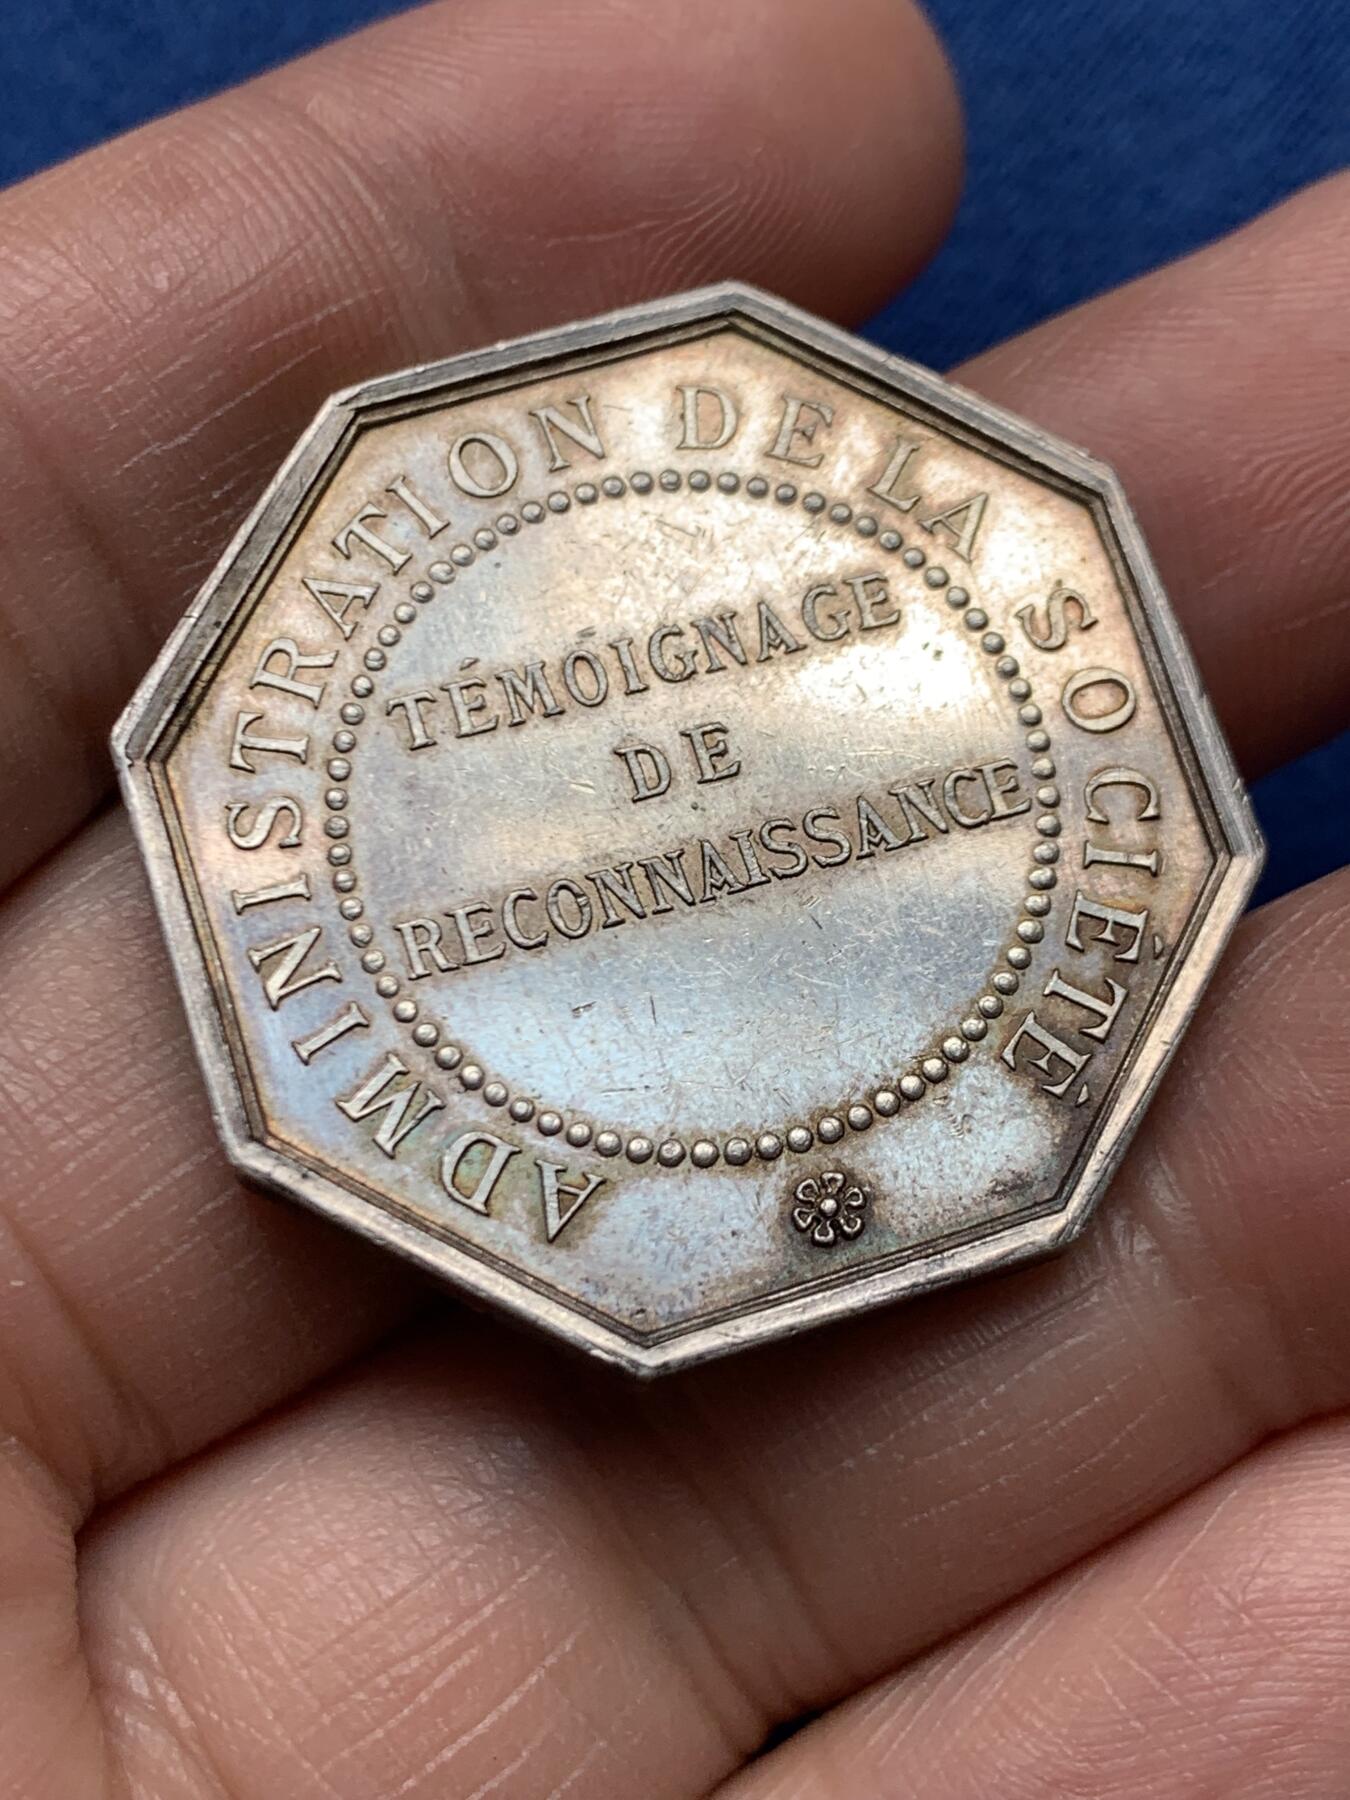 ADMINISTRATION DE LA SOCIÉTÉ
TÉMOIGNAGE
DE
RECONNAISSANCE